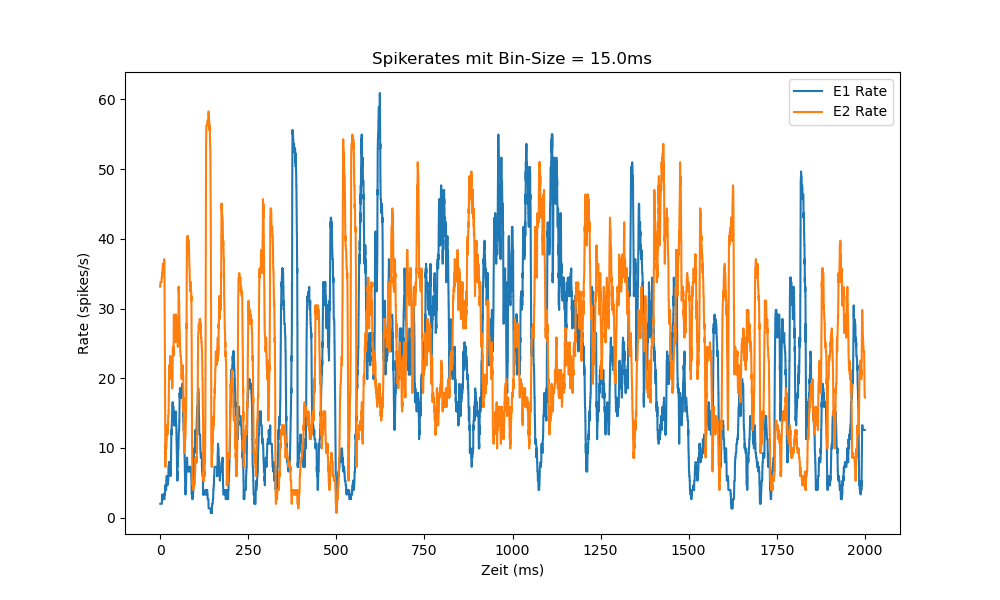 Spikerates mit Bin-Size = 15.0ms
E1 Rate
E2 Rate
Rate (spikes/s)
60
50
40
30
20
10
0
0 250 500 750 1000 1250 1500 1750 2000
Zeit (ms)